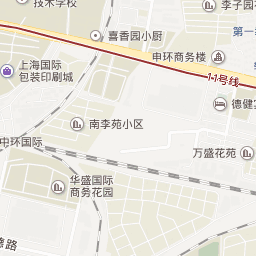 技术学校
李子园
喜香园小厨
第一
申环商务楼
上海国际
包装印刷城
11号线
德健
南李苑小区
中环国际
万盛花苑
华盛国际
商务花园
路